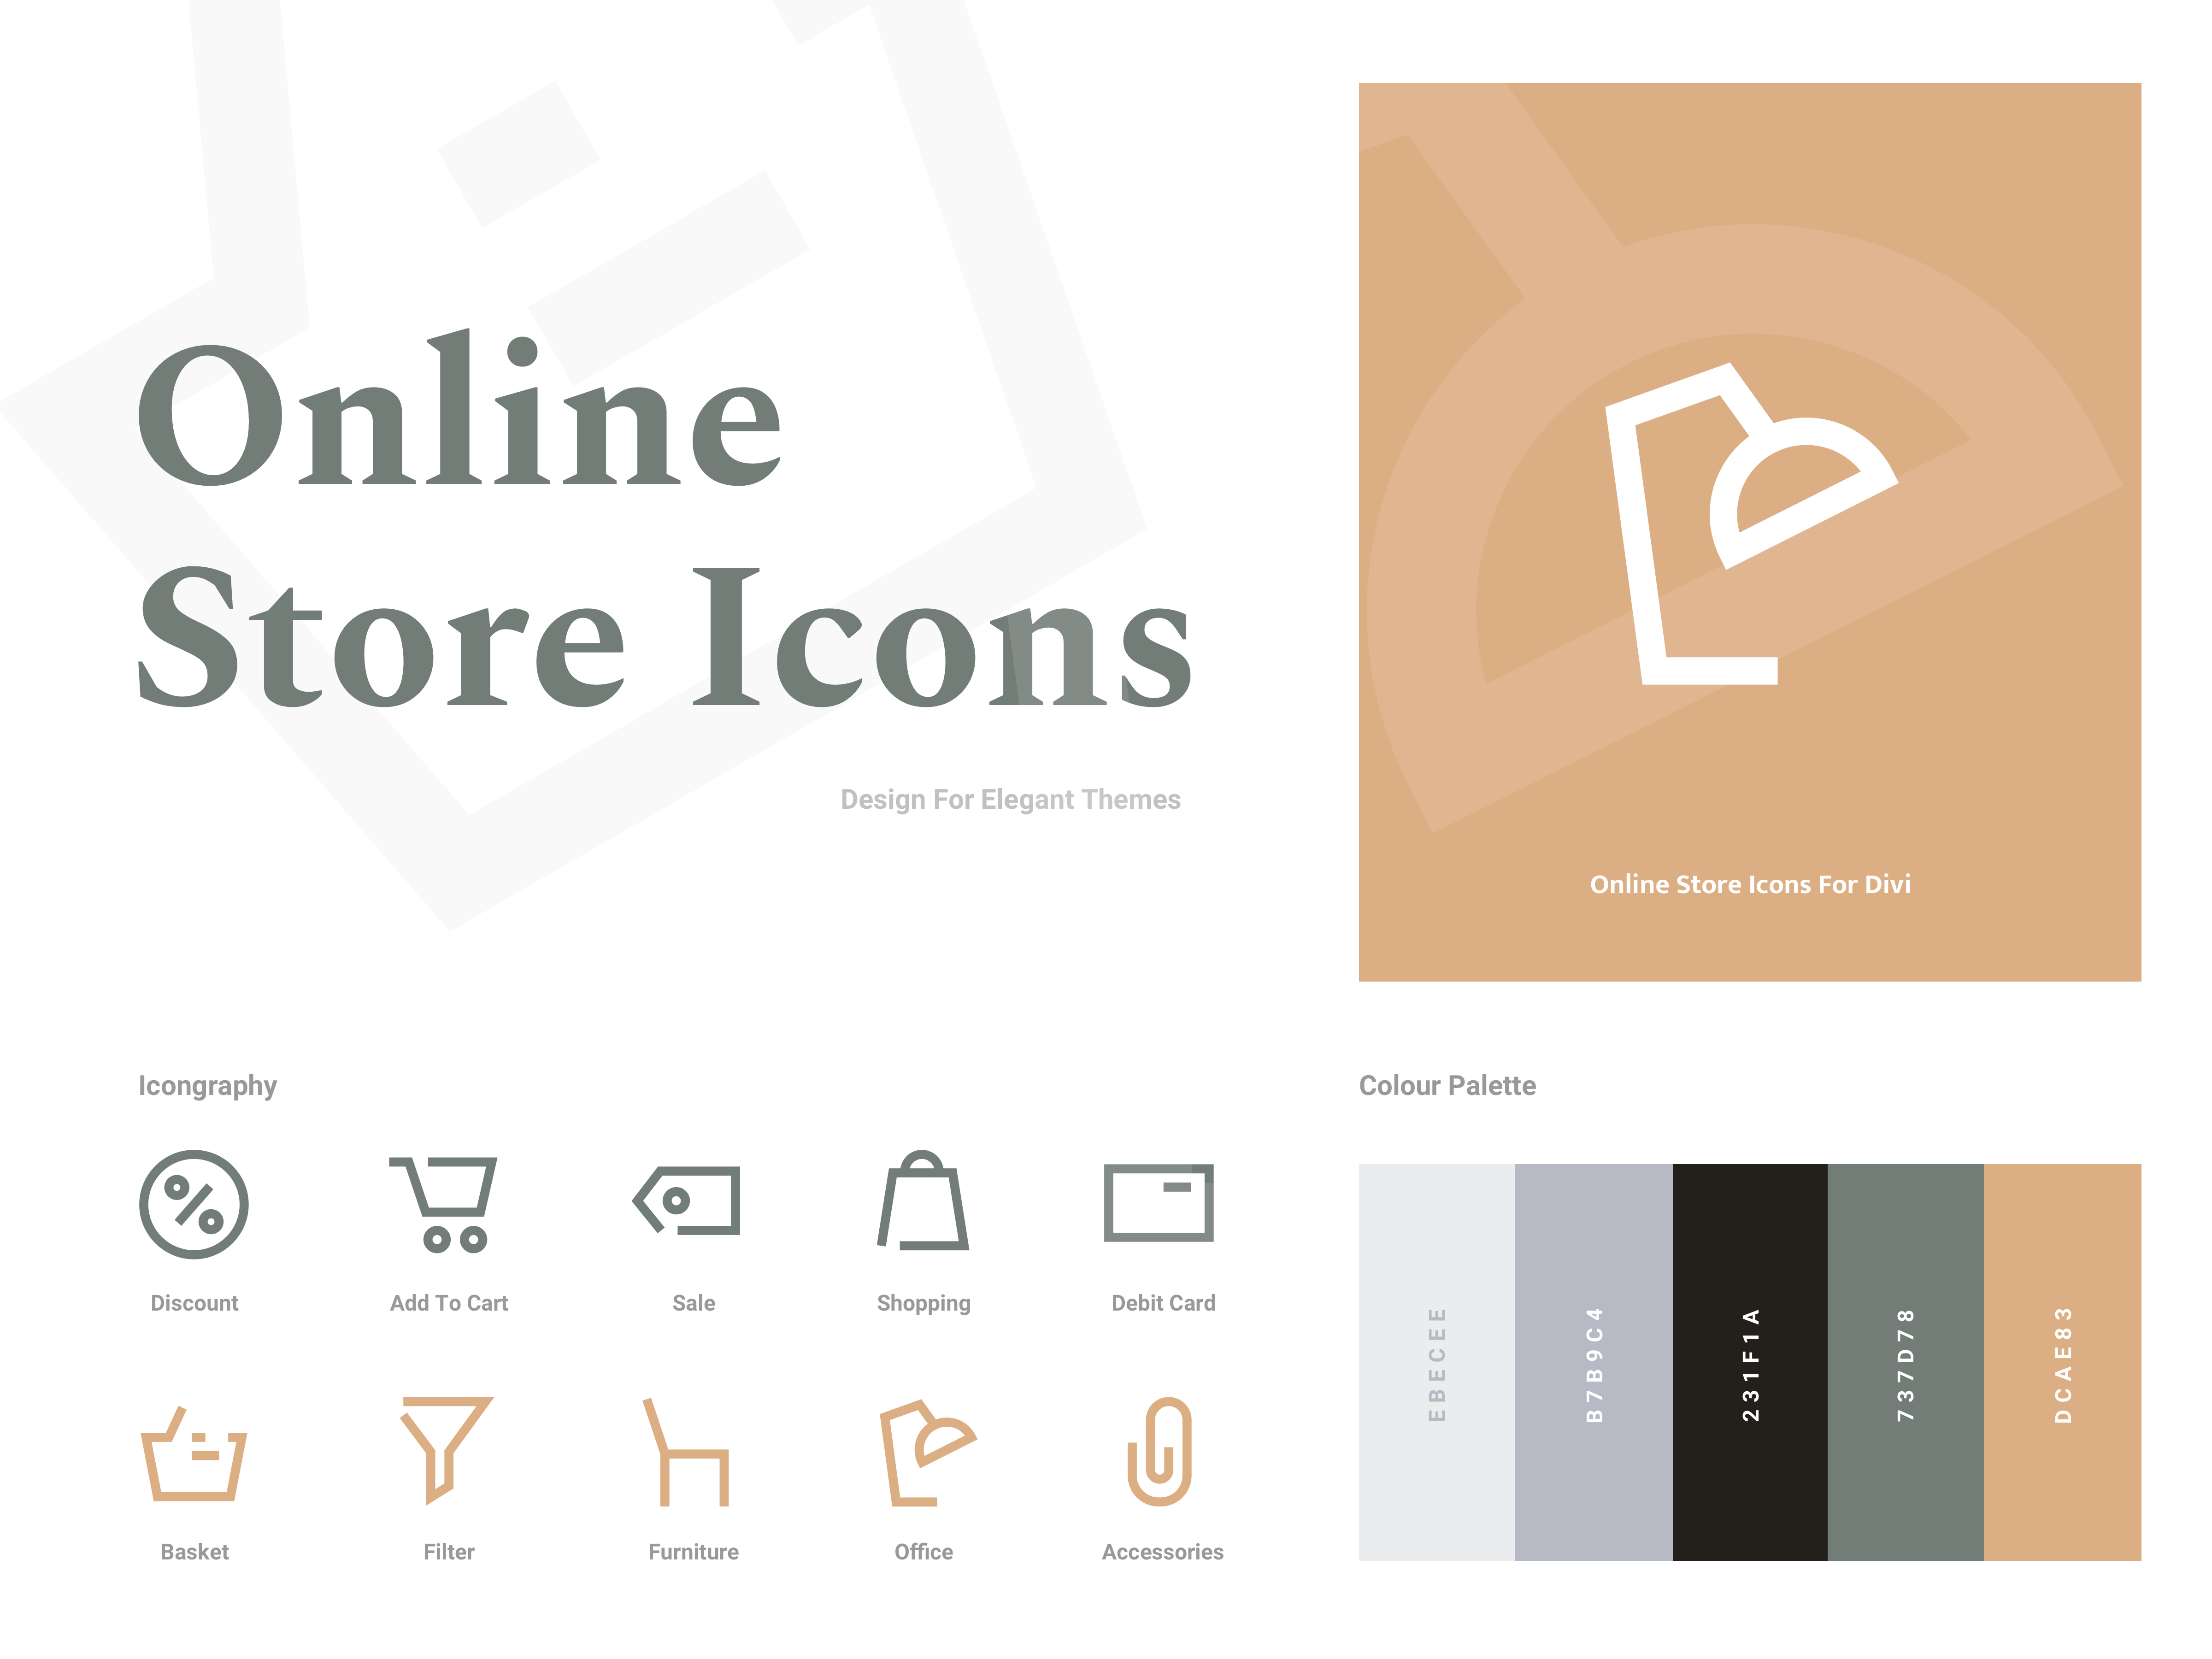 Online
Store Icons
Design For Elegant Themes
Online Store Icons For Divi
Icongraphy
Discount
Add To Cart
Sale
Shopping
Debit Card
Basket
Filter
Furniture
Office
Accessories
Colour Palette
EBECEE
B7B9C4
231F1A
737D78
DCAE83